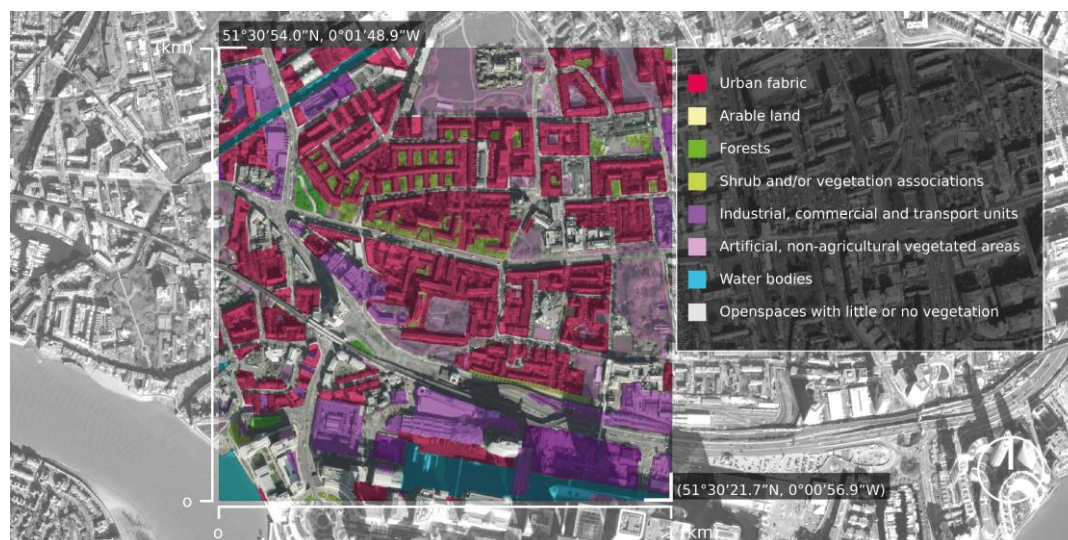 51°30'54.0"N, 0°01'48.9"W
(km)
Urban fabric
Arable land
Forests
Shrub and/or vegetation associations
Industrial, commercial and transport units
Artificial, non-agricultural vegetated areas
Water bodies
Openspaces with little or no vegetation
(51°30'21.7"N, 0°00'56.9"W)
0
0
1 (km)